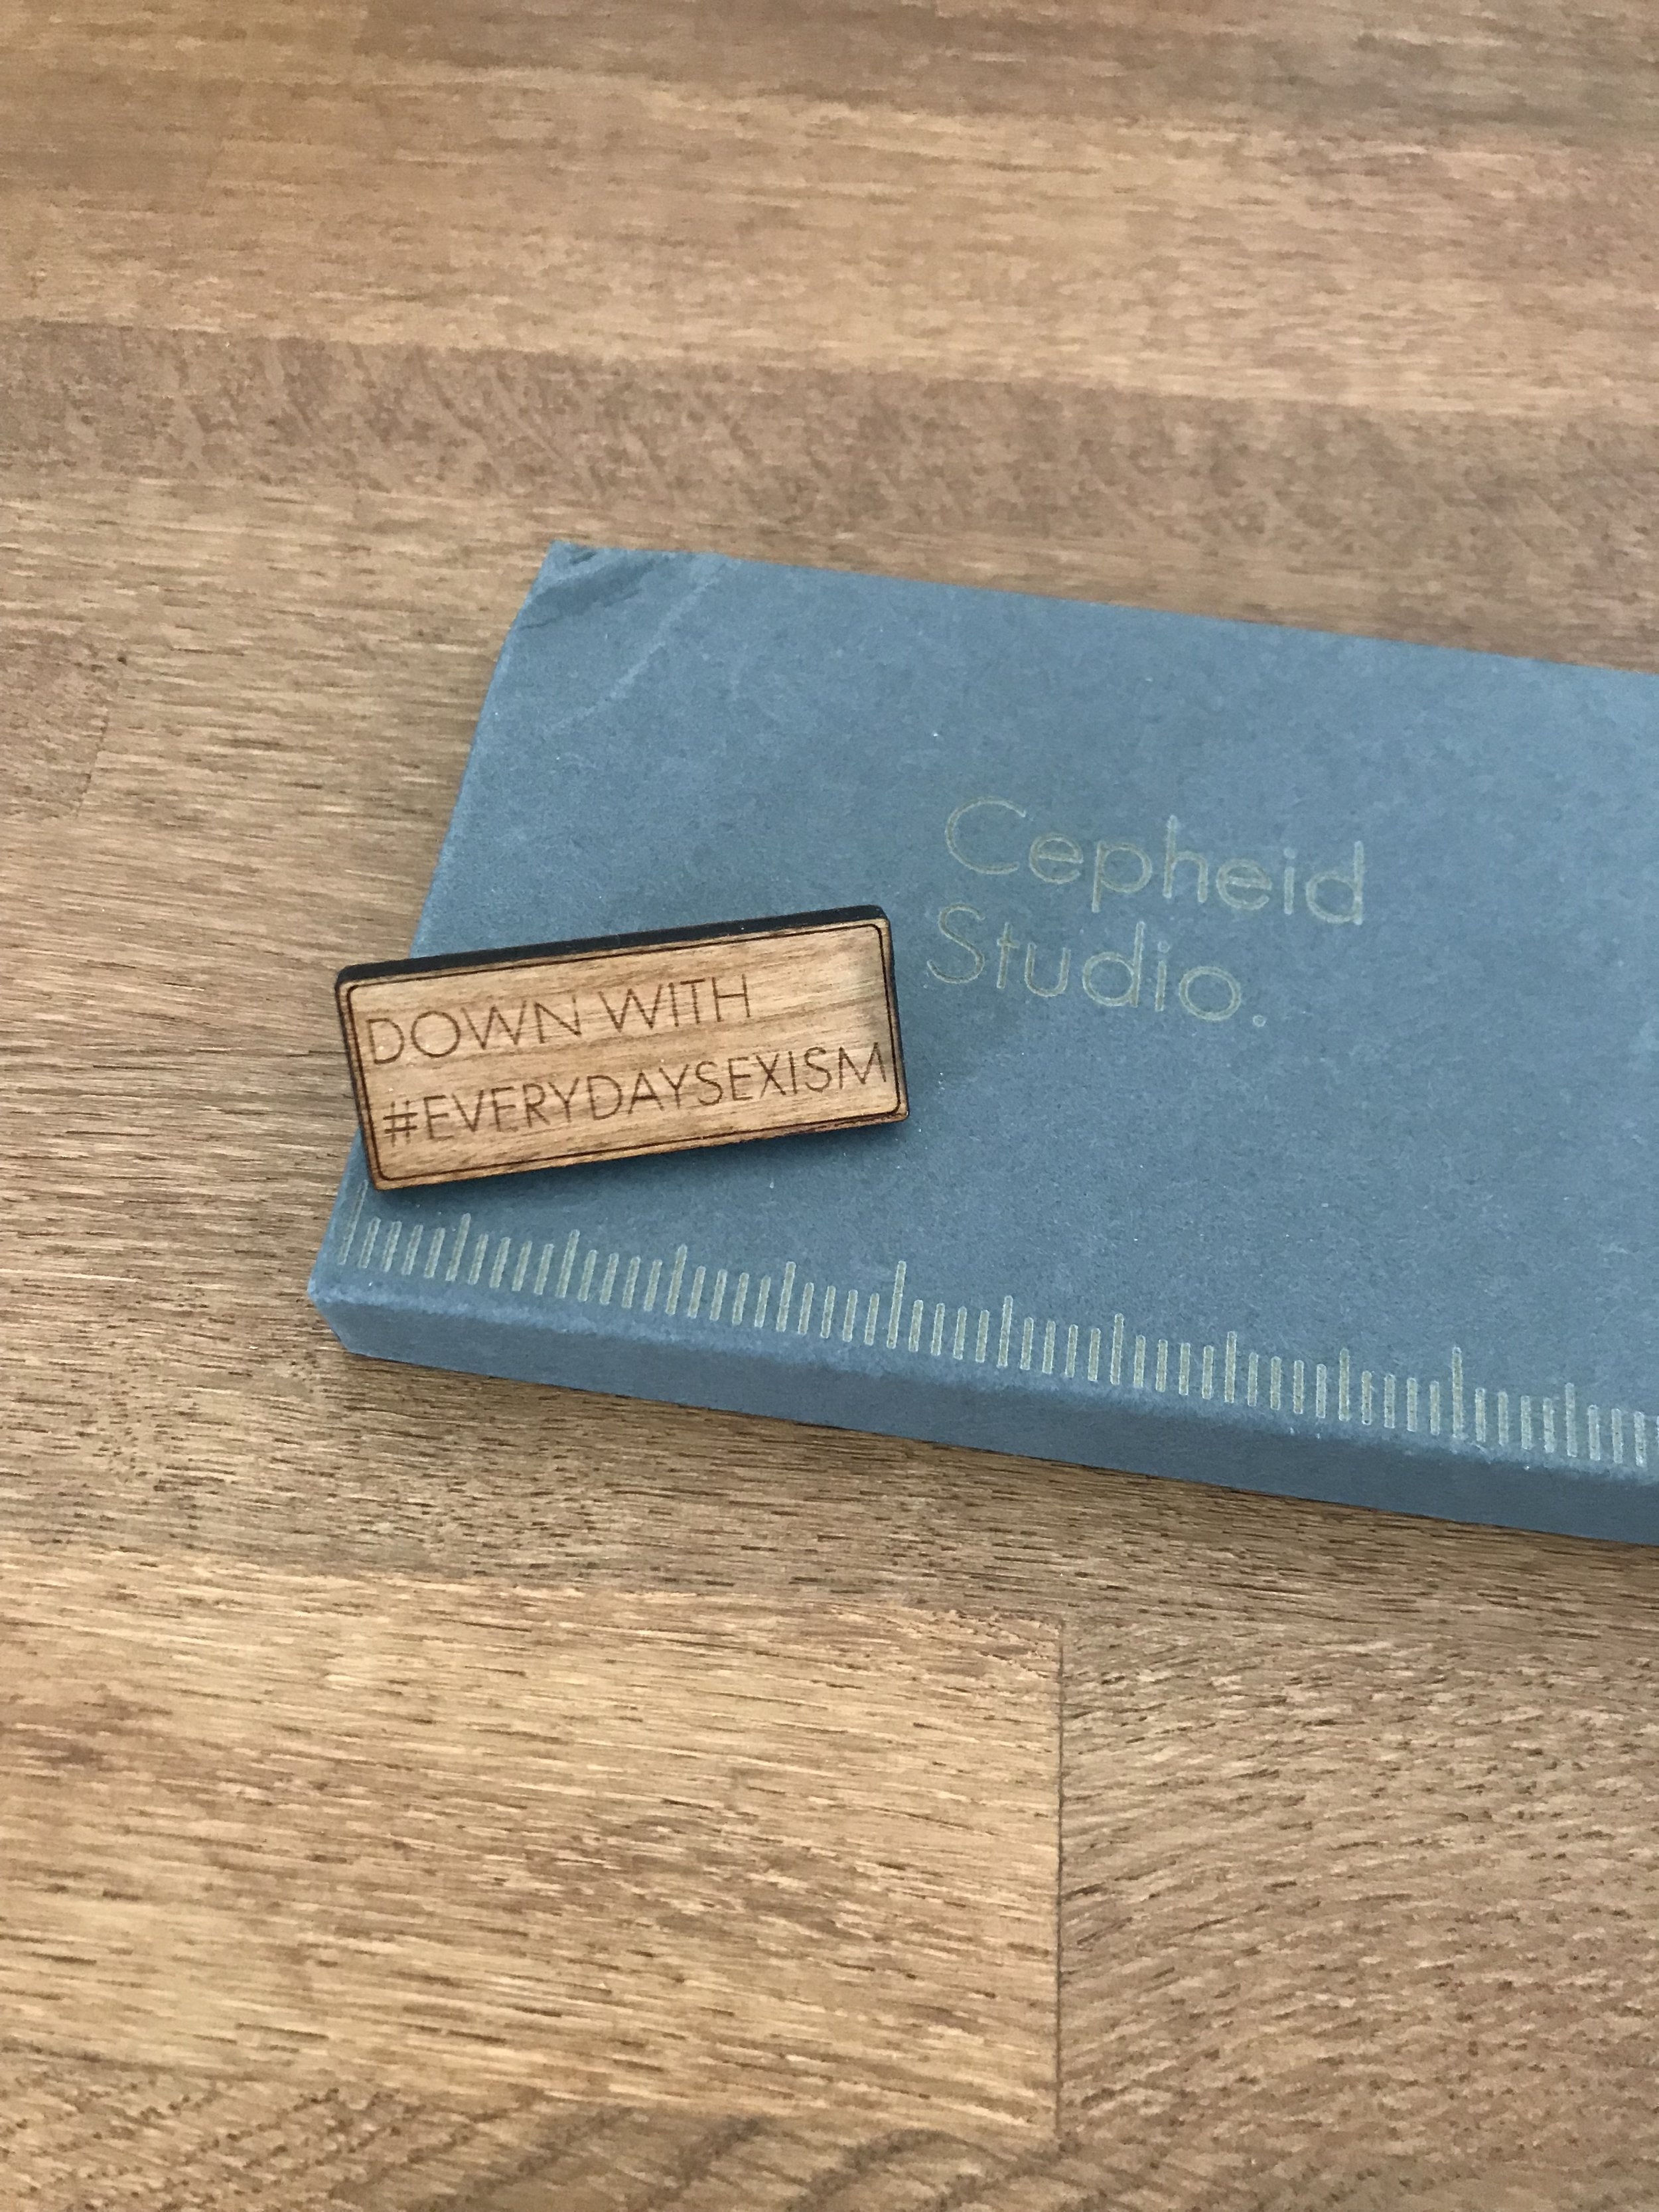 Cepheid
Studio.
DOWN WITH
#EVERYDAYSEXISM